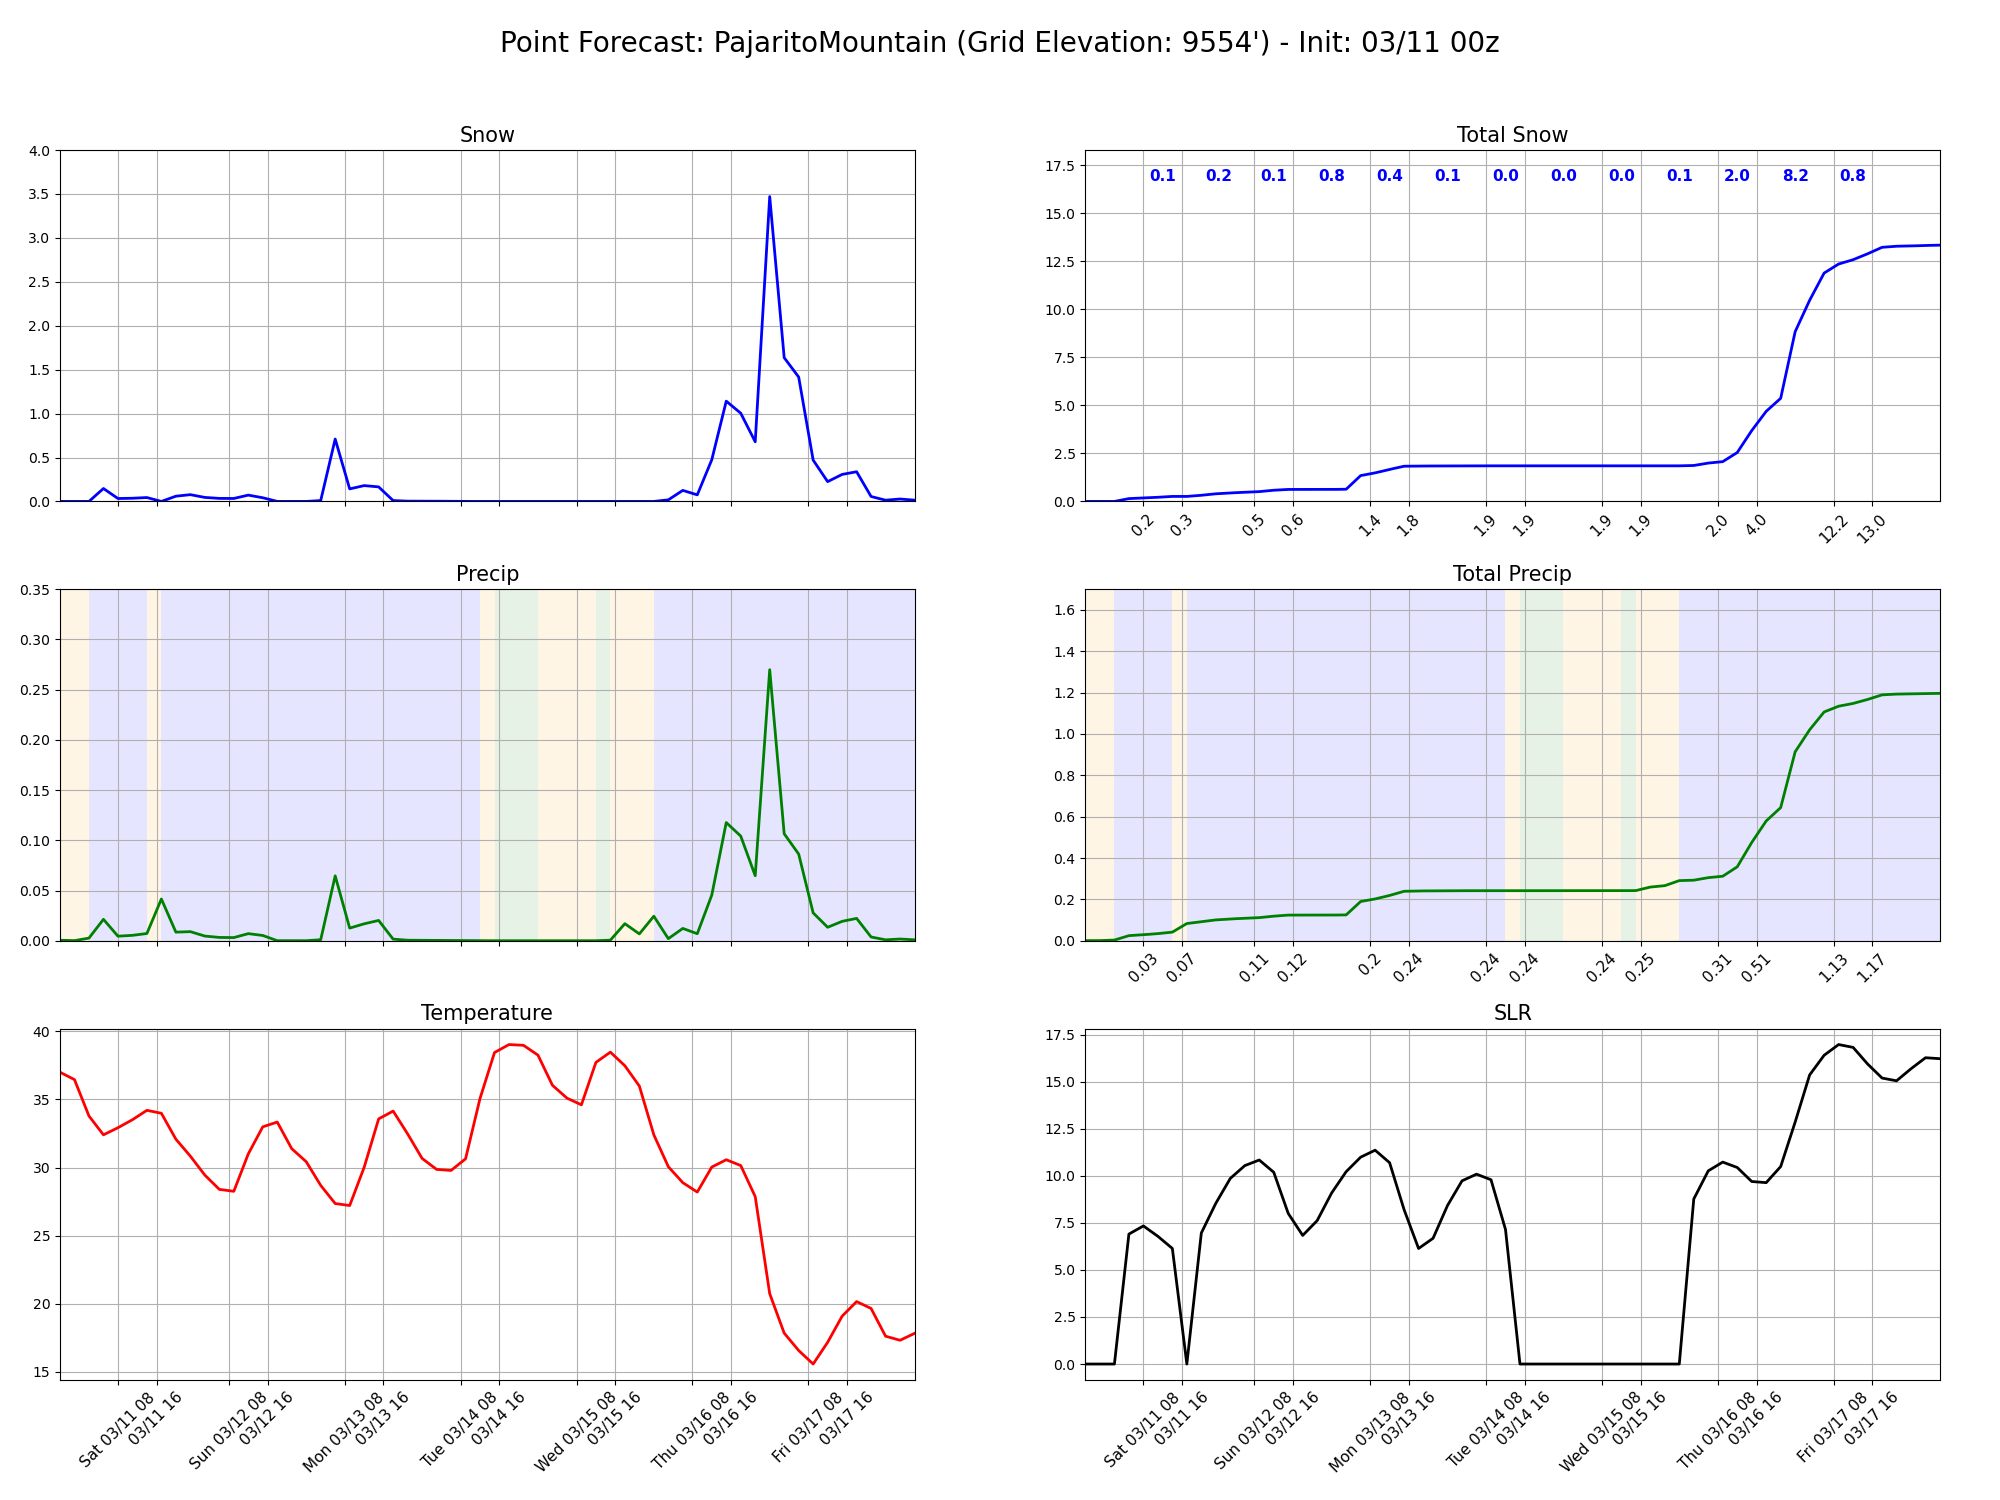 Point Forecast: PajaritoMountain (Grid Elevation: 9554') - Init: 03/11 00z
Snow
4.0
3.5
3.0
2.5
2.0
1.5
1.0
0.5
0.0
Total Snow
17.5
15.0
12.5
10.0
7.5
5.0
2.5
0.0
0.1 0.2 0.1 0.8 0.4 0.1 0.0 0.0 0.0 0.1 2.0 8.2 0.8
0.2 0.3 0.5 0.6 1.4 1.8 1.9 1.9 1.9 1.9 2.0 4.0 12.2 13.0
Precip
0.35
0.30
0.25
0.20
0.15
0.10
0.05
0.00
Total Precip
1.6
1.4
1.2
1.0
0.8
0.6
0.4
0.2
0.0
0.03 0.07 0.11 0.12 0.2 0.24 0.24 0.24 0.24 0.25 0.31 0.51 1.13 1.17
Temperature
40
35
30
25
20
15
Sat 03/11 08
03/11 16
Sun 03/12 08
03/12 16
Mon 03/13 08
03/13 16
Tue 03/14 08
03/14 16
Wed 03/15 08
03/15 16
Thu 03/16 08
03/16 16
Fri 03/17 08
03/17 16
SLR
17.5
15.0
12.5
10.0
7.5
5.0
2.5
0.0
Sat 03/11 08
03/11 16
Sun 03/12 08
03/12 16
Mon 03/13 08
03/13 16
Tue 03/14 08
03/14 16
Wed 03/15 08
03/15 16
Thu 03/16 08
03/16 16
Fri 03/17 08
03/17 16